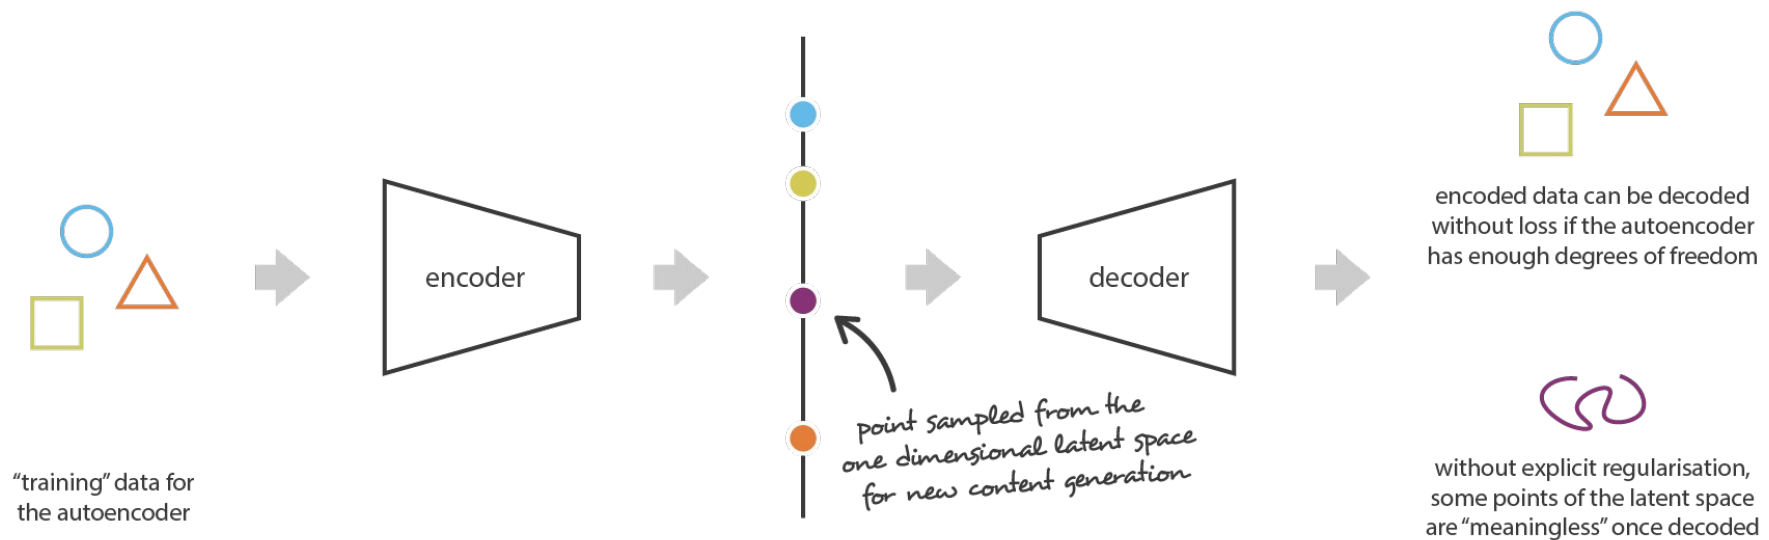 "training" data for
the autoencoder
encoder
point sampled from the
one dimensional latent space
for new content generation
decoder
encoded data can be decoded
without loss if the autoencoder
has enough degrees of freedom
without explicit regularisation,
some points of the latent space
are "meaningless" once decoded